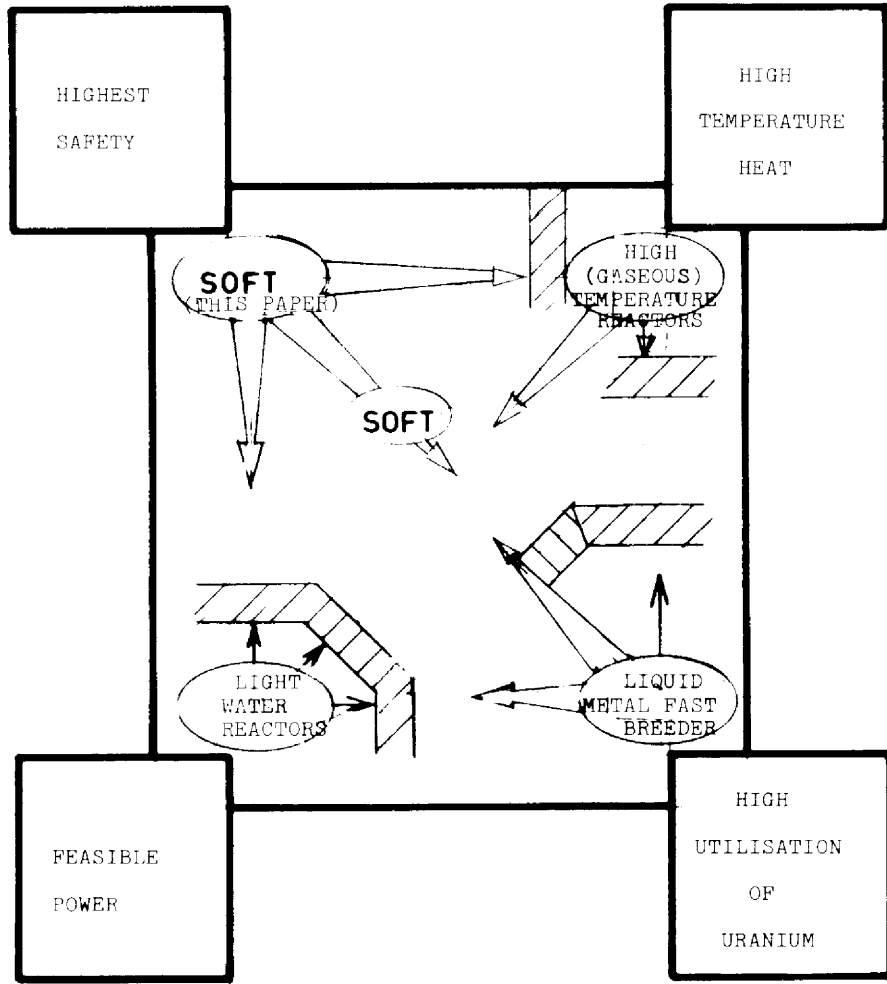 HIGHEST
SAFETY
HIGH
TEMPERATURE
HEAT
SOFT
(THIS PAPER)
HIGH
(GASEOUS)
TEMPERATURE
REACTORS
SOFT
LIGHT
WATER
REACTORS
LIQUID
METAL FAST
BREEDER
FEASIBLE
POWER
HIGH
UTILISATION
OF
URANIUM